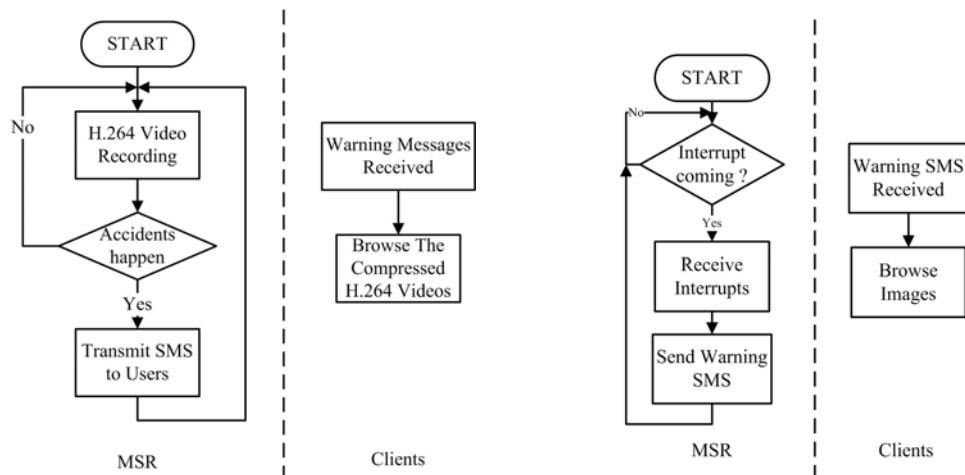 START
No
H.264 Video
Recording
Accidents
happen
Yes
Transmit SMS
to Users
MSR
Warning Messages
Received
Browse The
Compressed
H.264 Videos
Clients
START
No
Interrupt
coming ?
Yes
Receive
Interrupts
Send Warning
SMS
MSR
Warning SMS
Received
Browse
Images
Clients